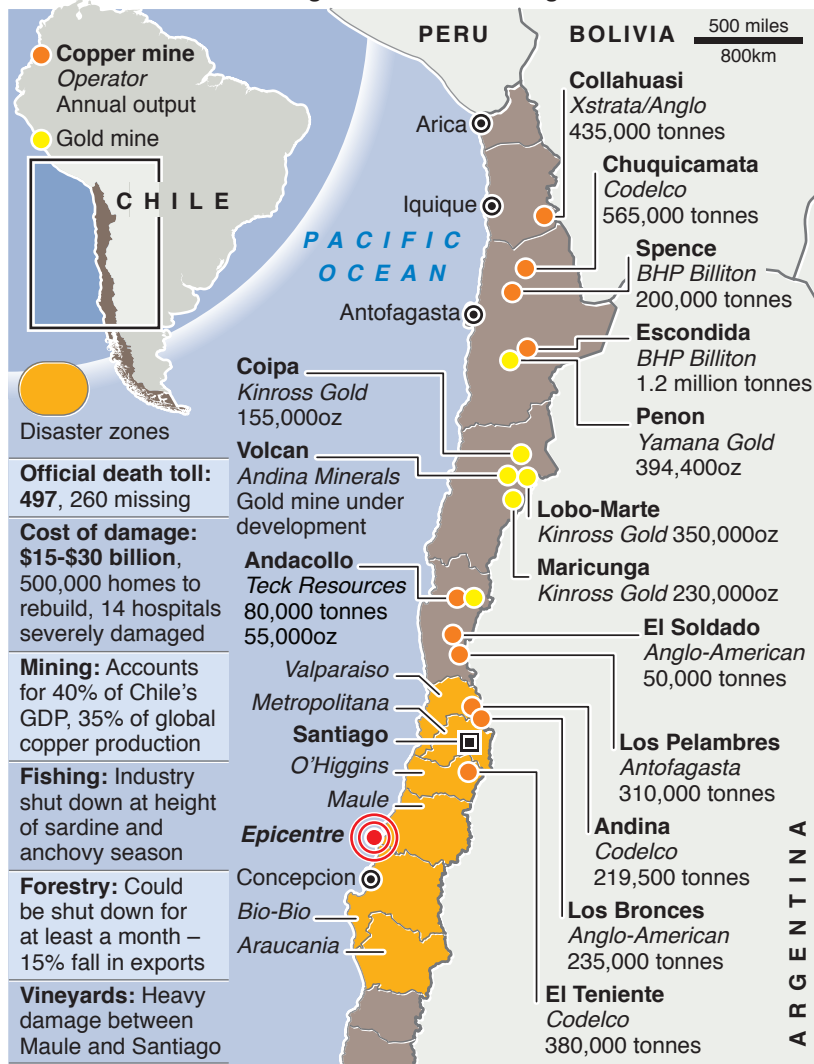 PERU
BOLIVIA
500 miles
800km
Copper mine
Operator
Annual output
Gold mine
CHILE
PACIFIC
OCEAN
Arica
Iquique
Antofagasta
Collahuasi
Xstrata/Anglo
435,000 tonnes
Chuquicamata
Codelco
565,000 tonnes
Spence
BHP Billiton
200,000 tonnes
Escondida
BHP Billiton
1.2 million tonnes
Penon
Yamana Gold
394,400oz
Lobo-Marte
Kinross Gold 350,000oz
Maricunga
Kinross Gold 230,000oz
El Soldado
Anglo-American
50,000 tonnes
Los Pelambres
Antofagasta
310,000 tonnes
Andina
Codelco
219,500 tonnes
Los Bronces
Anglo-American
235,000 tonnes
El Teniente
Codelco
380,000 tonnes
ARGENTINA
Coipa
Kinross Gold
155,000oz
Volcan
Andina Minerals
Gold mine under
development
Andacollo
Teck Resources
80,000 tonnes
55,000oz
Valparaiso
Metropolitana
Santiago
O'Higgins
Maule
Epicentre
Concepcion
Bio-Bio
Araucania
Disaster zones
Official death toll:
497, 260 missing
Cost of damage:
$15-$30 billion,
500,000 homes to
rebuild, 14 hospitals
severely damaged
Mining: Accounts
for 40% of Chile's
GDP, 35% of global
copper production
Fishing: Industry
shut down at height
of sardine and
anchovy season
Forestry: Could
be shut down for
at least a month –
15% fall in exports
Vineyards: Heavy
damage between
Maule and Santiago